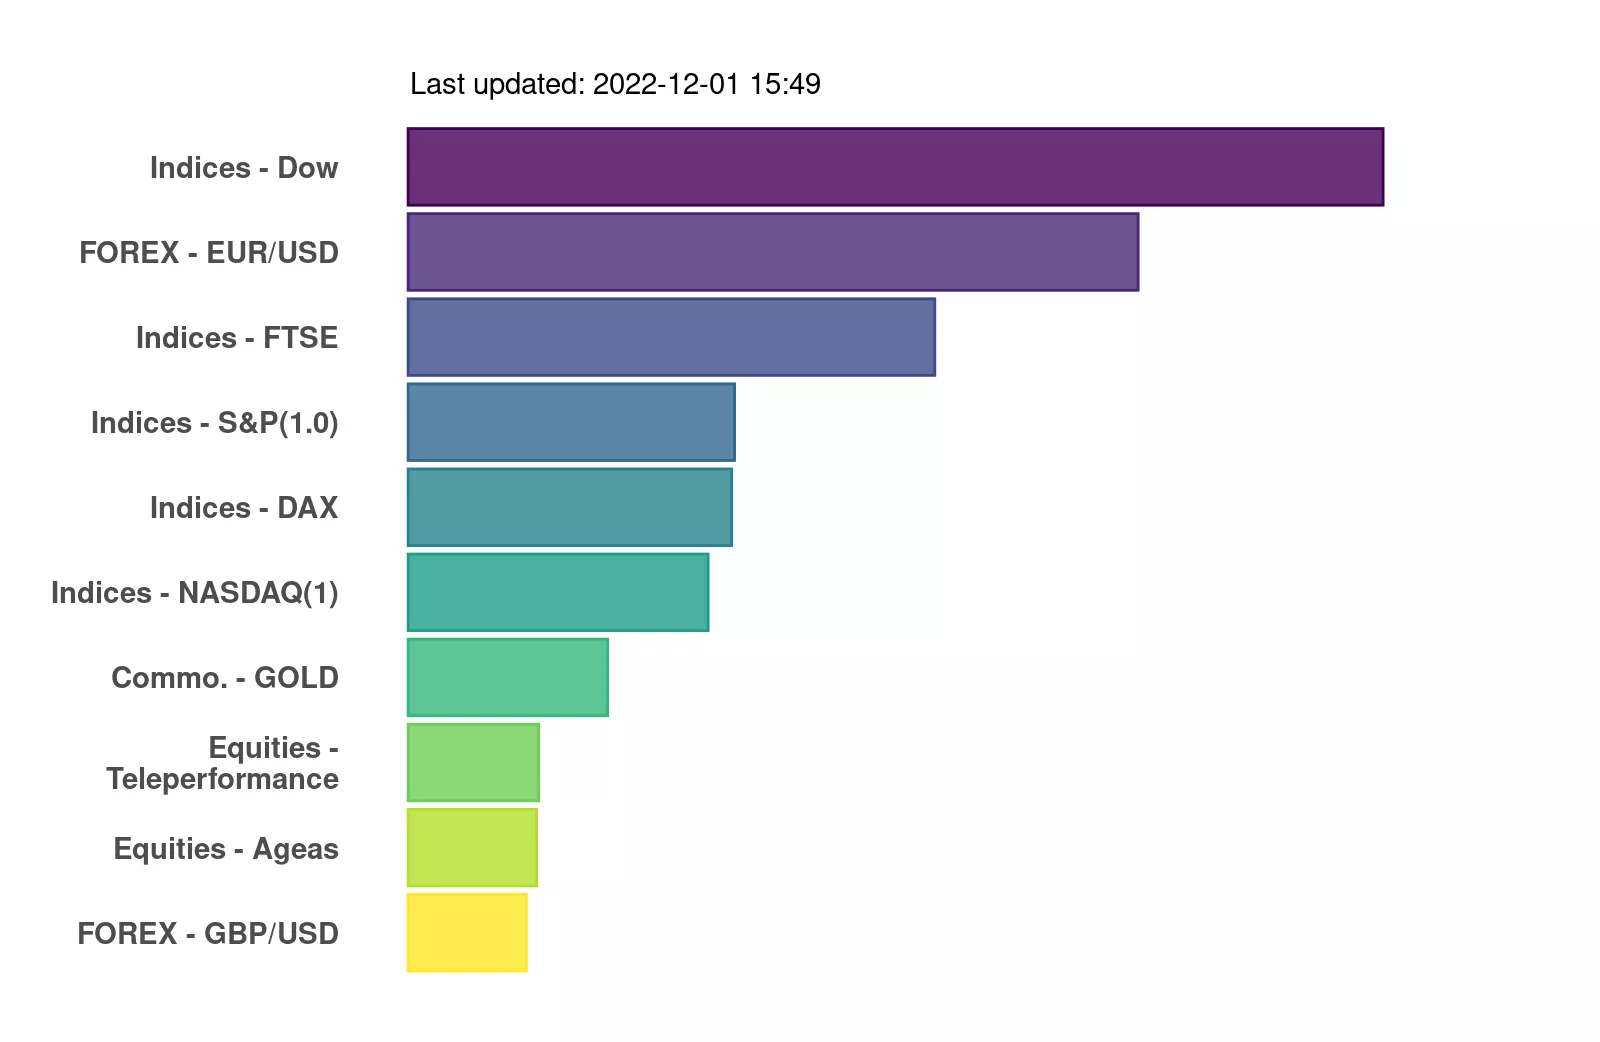 Last updated: 2022-12-01 15:49
Indices - Dow
FOREX - EUR/USD
Indices - FTSE
Indices - S&P(1.0)
Indices - DAX
Indices - NASDAQ(1)
Commo. - GOLD
Equities -
Teleperformance
Equities - Ageas
FOREX - GBP/USD